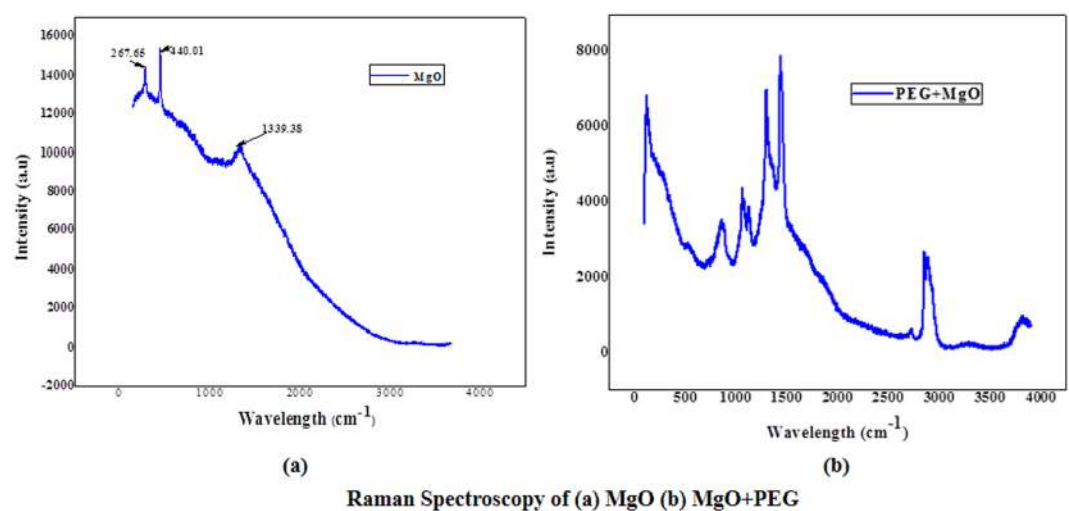 16000
14000
12000
10000
8000
6000
4000
2000
0
-2000
Intensity (a.u)
267.65
440.01
1339.38
MgO
0 1000 2000 3000 4000
Wavelength (cm-1)
(a)
8000
6000
4000
2000
0
Intensity (a.u)
PEG+MgO
0 500 1000 1500 2000 2500 3000 3500 4000
Wavelength (cm-1)
(b)
Raman Spectroscopy of (a) MgO (b) MgO+PEG